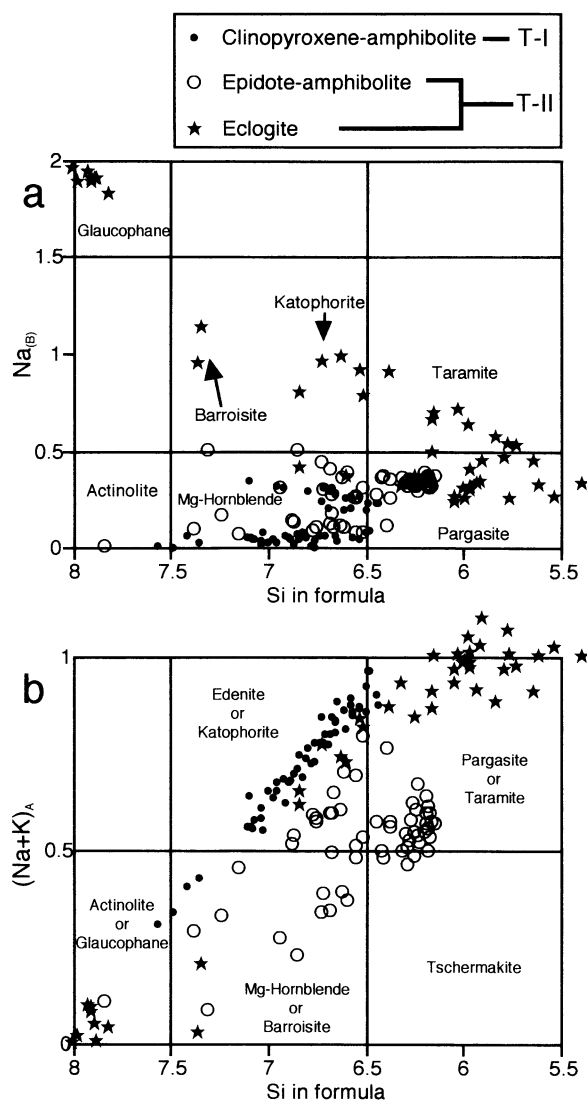 Clinopyroxene-amphibolite T-I
Epidote-amphibolite
T-II
Eclogite
a
2
1.5
1
0.5
0
Na(B)
Glaucophane
Katophorite
Barroisite
Taramite
Actinolite
Mg-Hornblende
Pargasite
8 7.5 7 6.5 6 5.5
Si in formula
b
1
0.5
0
(Na+K)A
Edenite
or
Katophorite
Pargasite
or
Taramite
Actinolite
or
Glaucophane
Mg-Hornblende
or
Barroisite
Tschermakite
8 7.5 7 6.5 6 5.5
Si in formula